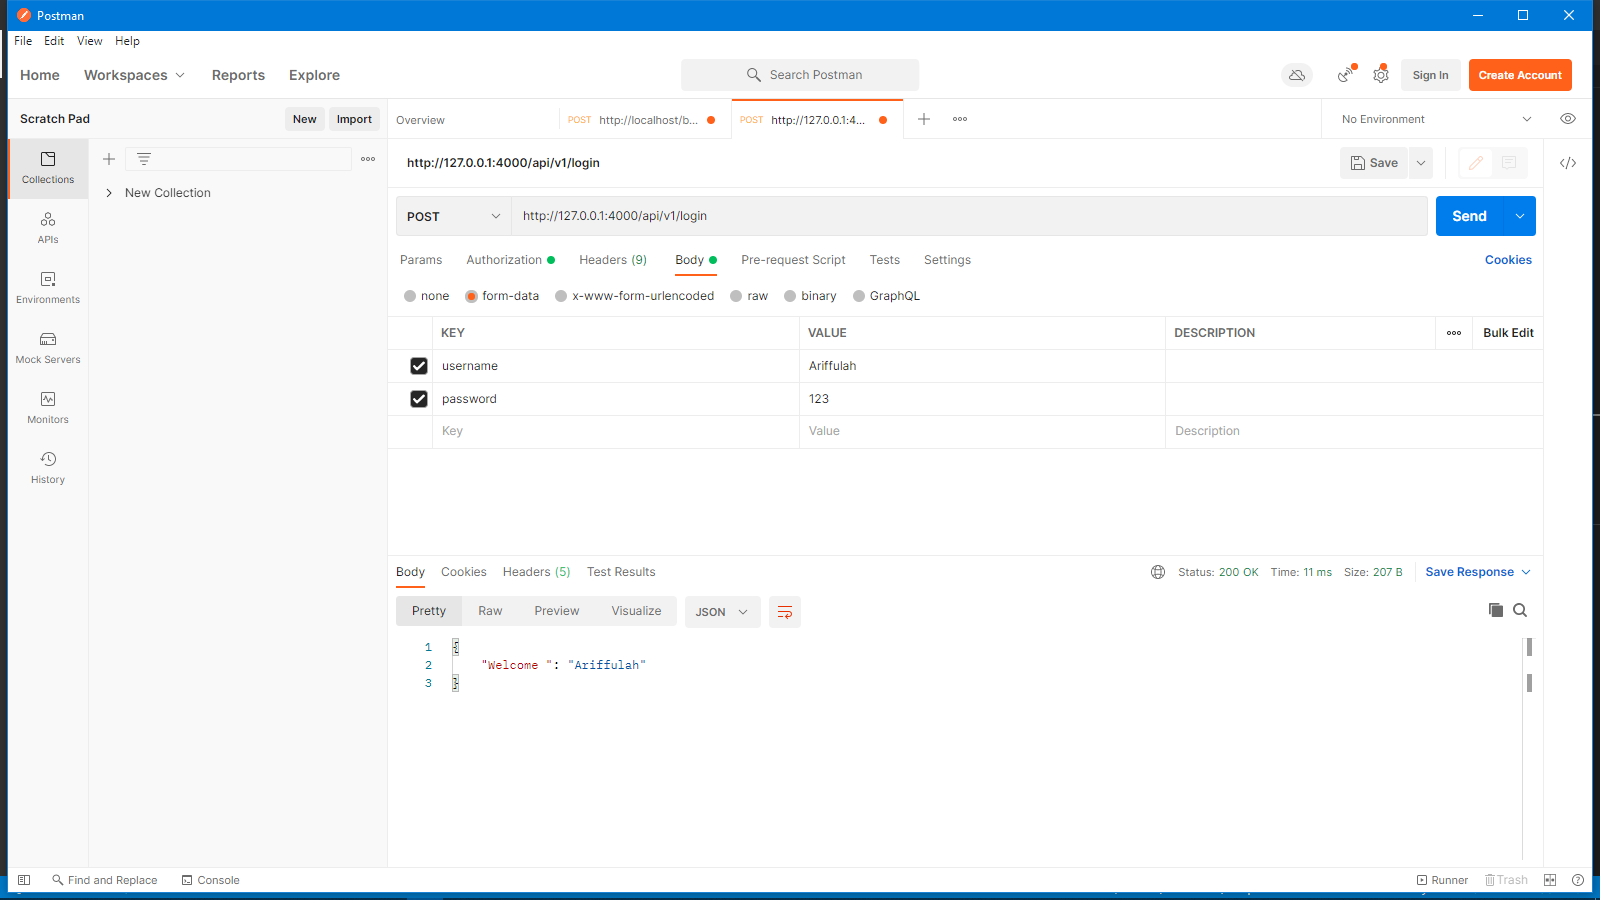 Postman
File Edit View Help
Home Workspaces Reports Explore Search Postman Sign In Create Account
Scratch Pad New Import Overview POST http://localhost/b... POST http://127.0.0.1:4... No Environment
Collections
APIs
Environments
Mock Servers
Monitors
History
New Collection
http://127.0.0.1:4000/api/v1/login Save
POST http://127.0.0.1:4000/api/v1/login Send
Params Authorization Headers (9) Body Pre-request Script Tests Settings Cookies
none form-data x-www-form-urlencoded raw binary GraphQL
KEY VALUE DESCRIPTION Bulk Edit
username Ariffulah
password 123
Key Value Description
Body Cookies Headers (5) Test Results Status: 200 OK Time: 11 ms Size: 207 B Save Response
Pretty Raw Preview Visualize JSON
1 {
2 "Welcome ": "Ariffulah"
3 }
Find and Replace Console Runner Trash